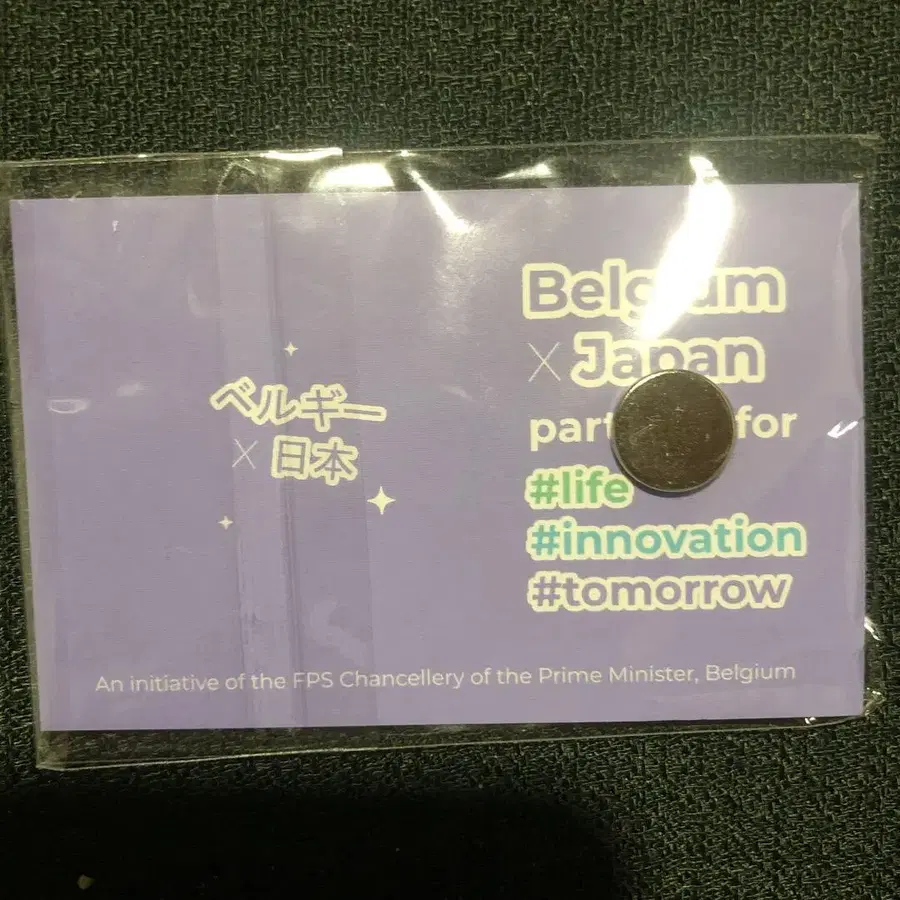 ベルギー
× 日本
Belgium
× Japan
for
#life
#innovation
#tomorrow
An initiative of the FPS Chancellery of the Prime Minister, Belgium